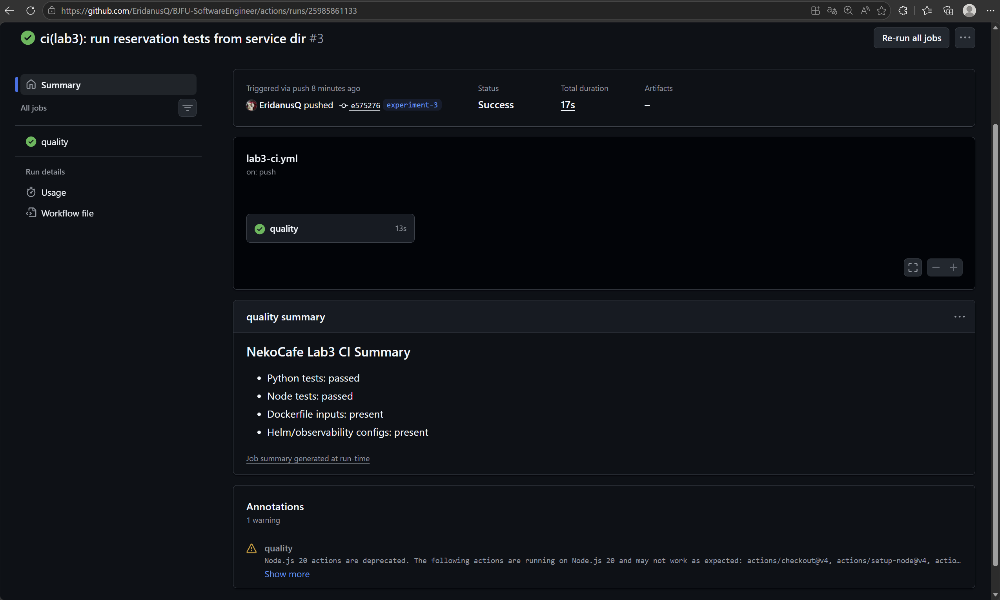 https://github.com/EridanusQ/BJFU-SoftwareEngineer/actions/runs/25985861133
ci(lab3): run reservation tests from service dir #3
Re-run all jobs
Summary
All jobs
quality
Run details
Usage
Workflow file
Triggered via push 8 minutes ago
EridanusQ pushed e575276 experiment-3
Status
Success
Total duration
17s
Artifacts
–
lab3-ci.yml
on: push
quality 13s
quality summary
NekoCafe Lab3 CI Summary
• Python tests: passed
• Node tests: passed
• Dockerfile inputs: present
• Helm/observability configs: present
Job summary generated at run-time
Annotations
1 warning
quality
Node.js 20 actions are deprecated. The following actions are running on Node.js 20 and may not work as expected: actions/checkout@v4, actions/setup-node@v4, actio…
Show more